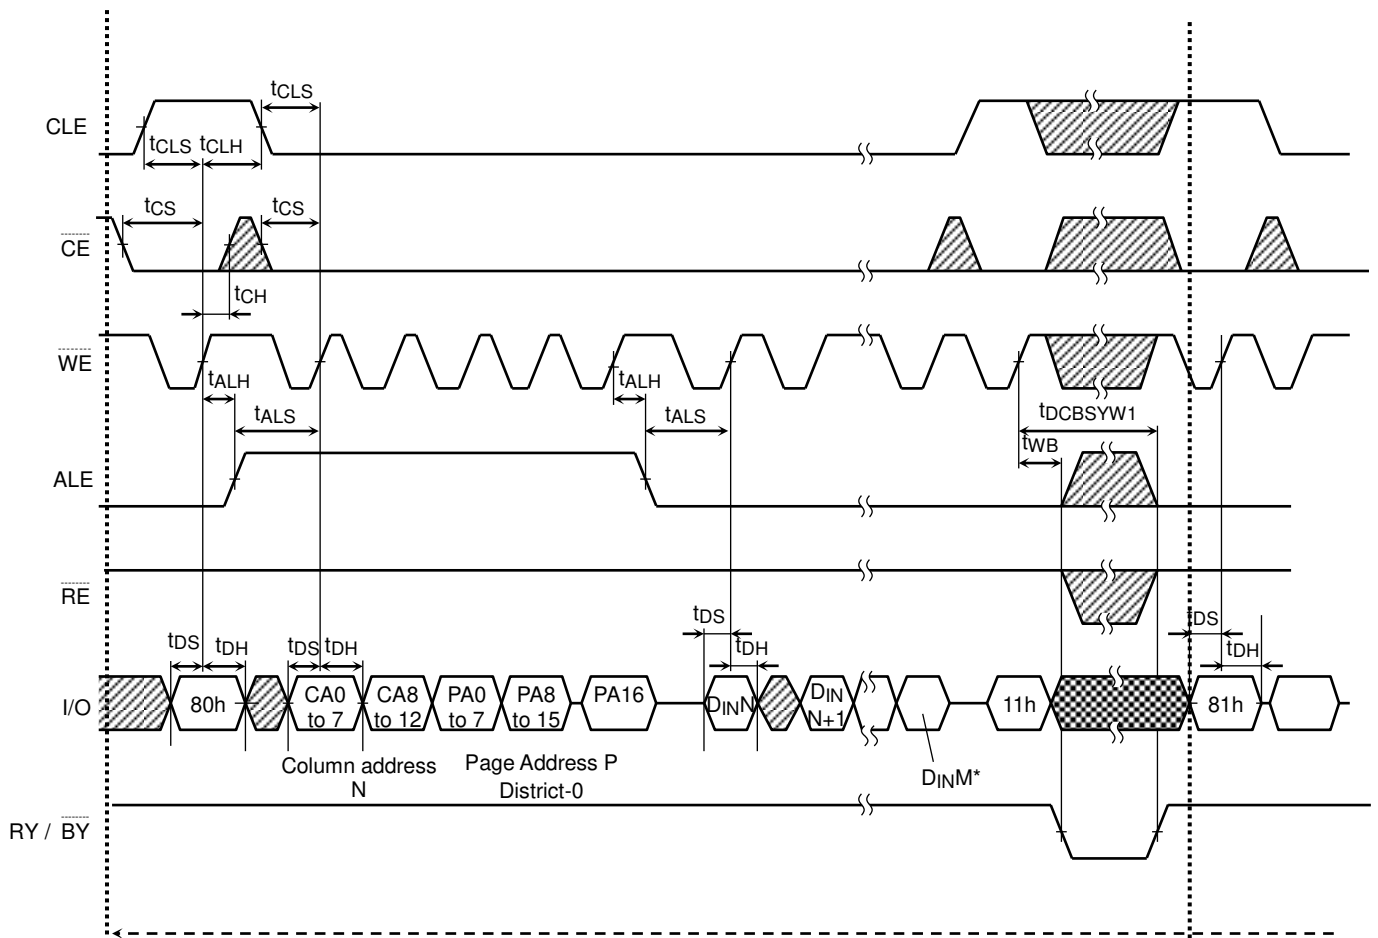 tCLS
CLE
tCLS tCLH
tCS tCS
CE
tCH
WE
tALH tALH
tALS tALS tDCBSYW1
tWB
ALE
RE
tDS tDH tDS tDH tDS tDH tDS tDH
I/O 80h CA0 to 7 CA8 to 12 PA0 to 7 PA8 to 15 PA16 DINN DIN N+1 11h 81h
Column address N
Page Address P
District-0
DINM*
RY / BY